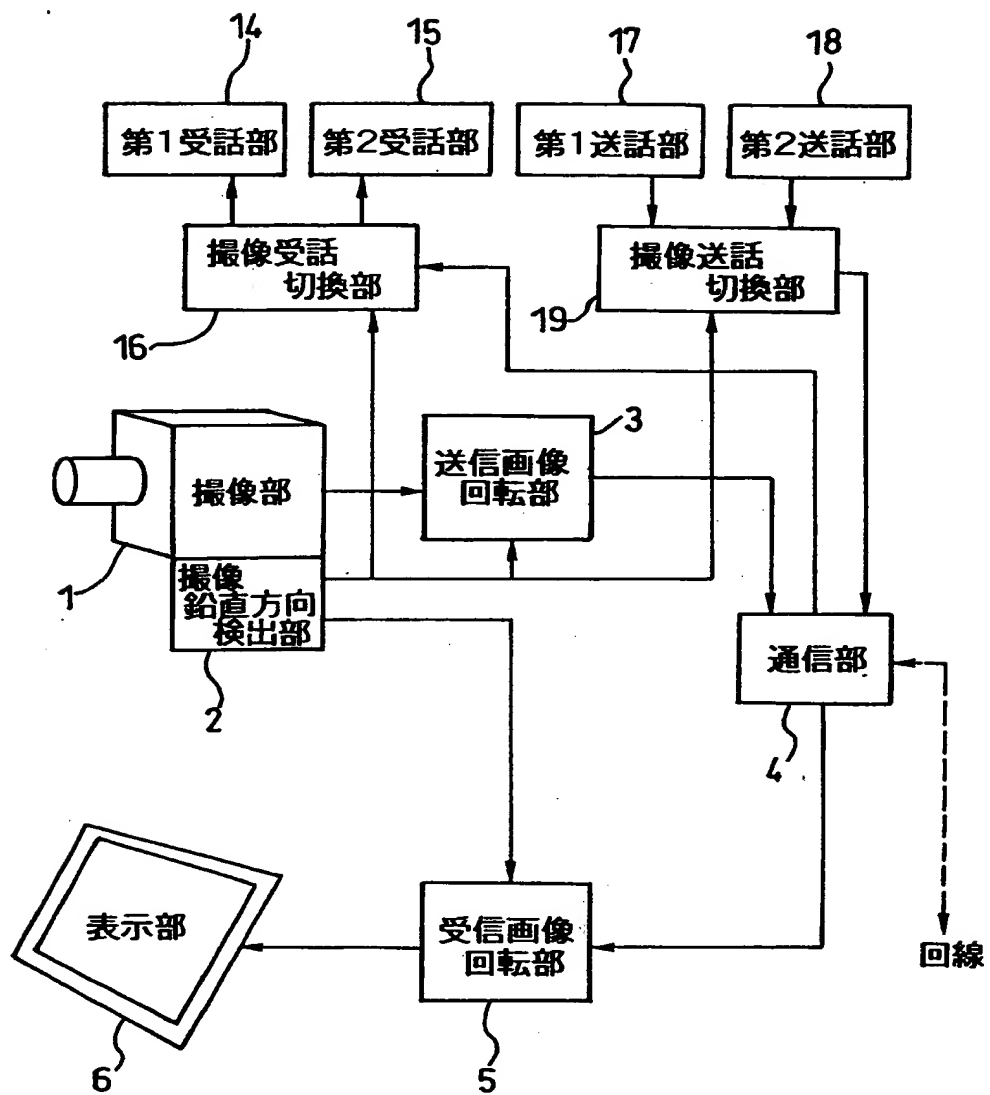 14
15
17
18
第1受話部
第2受話部
第1送話部
第2送話部
撮像受話
切換部
16
撮像送話
切換部
19
撮像部
1
撮像
鉛直方向
検出部
2
3
送信画像
回転部
通信部
4
回線
表示部
6
受信画像
回転部
5